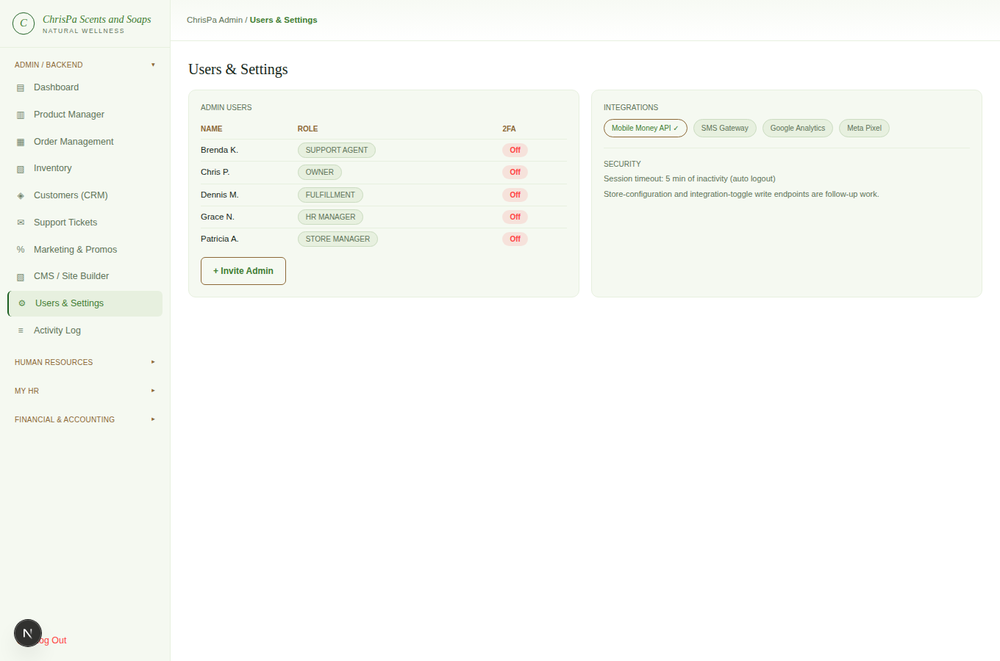 C
ChrisPa Scents and Soaps
NATURAL WELLNESS
ADMIN / BACKEND
Dashboard
Product Manager
Order Management
Inventory
Customers (CRM)
Support Tickets
% Marketing & Promos
CMS / Site Builder
Users & Settings
Activity Log
HUMAN RESOURCES
MY HR
FINANCIAL & ACCOUNTING
N
og Out
ChrisPa Admin / Users & Settings
Users & Settings
ADMIN USERS
NAME ROLE 2FA
Brenda K. SUPPORT AGENT Off
Chris P. OWNER Off
Dennis M. FULFILLMENT Off
Grace N. HR MANAGER Off
Patricia A. STORE MANAGER Off
+ Invite Admin
INTEGRATIONS
Mobile Money API ✓ SMS Gateway Google Analytics Meta Pixel
SECURITY
Session timeout: 5 min of inactivity (auto logout)
Store-configuration and integration-toggle write endpoints are follow-up work.